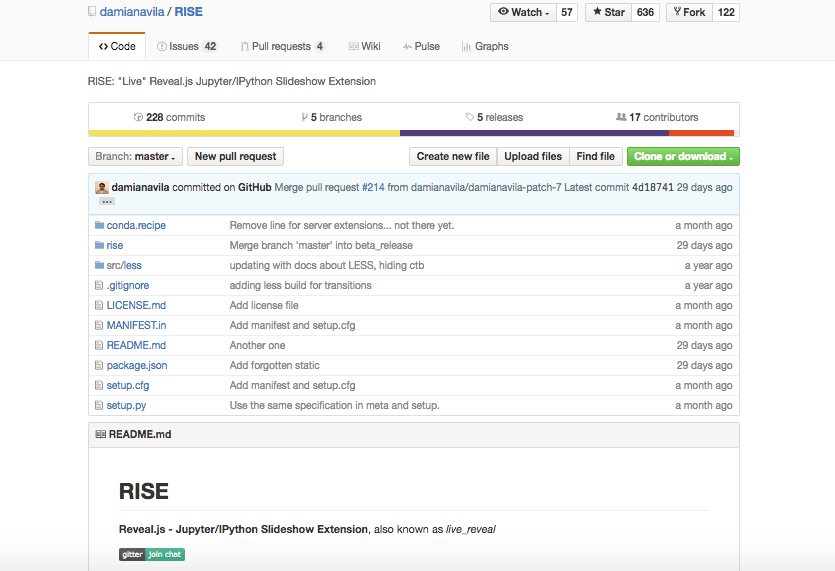 damianavila / RISE
Watch 57 Star 636 Fork 122
Code Issues 42 Pull requests 4 Wiki Pulse Graphs
RISE: "Live" Reveal.js Jupyter/IPython Slideshow Extension
228 commits 5 branches 5 releases 17 contributors
Branch: master New pull request Create new file Upload files Find file Clone or download
damianavila committed on GitHub Merge pull request #214 from damianavila/damianavila-patch-7 Latest commit 4d18741 29 days ago
...
conda.recipe Remove line for server extensions... not there yet. a month ago
rise Merge branch 'master' into beta_release 29 days ago
src/less updating with docs about LESS, hiding ctb a year ago
.gitignore adding less build for transitions a year ago
LICENSE.md Add license file a month ago
MANIFEST.in Add manifest and setup.cfg a month ago
README.md Another one 29 days ago
package.json Add forgotten static 29 days ago
setup.cfg Add manifest and setup.cfg a month ago
setup.py Use the same specification in meta and setup. a month ago
README.md
RISE
Reveal.js - Jupyter/IPython Slideshow Extension, also known as live_reveal
gitter join chat